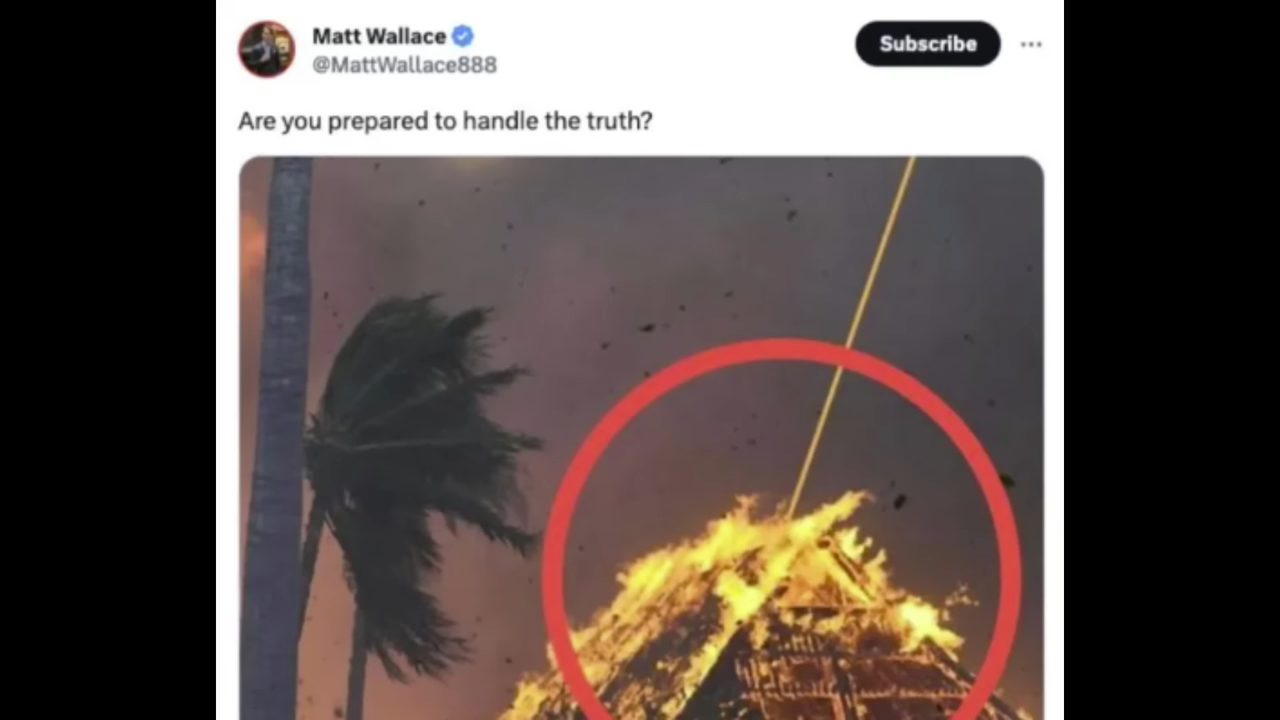 Matt Wallace
Subscribe
@MattWallace888
Are you prepared to handle the truth?